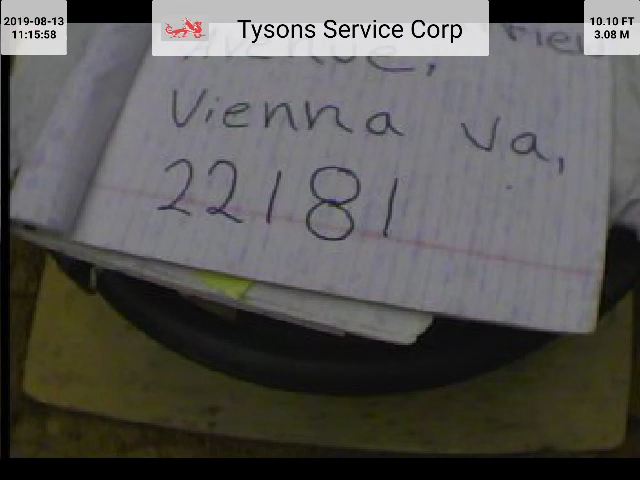 2019-08-13
11:15:58
Tysons Service Corp
10.10 FT
3.08 M
Avenue,
Vienna Va,
22181